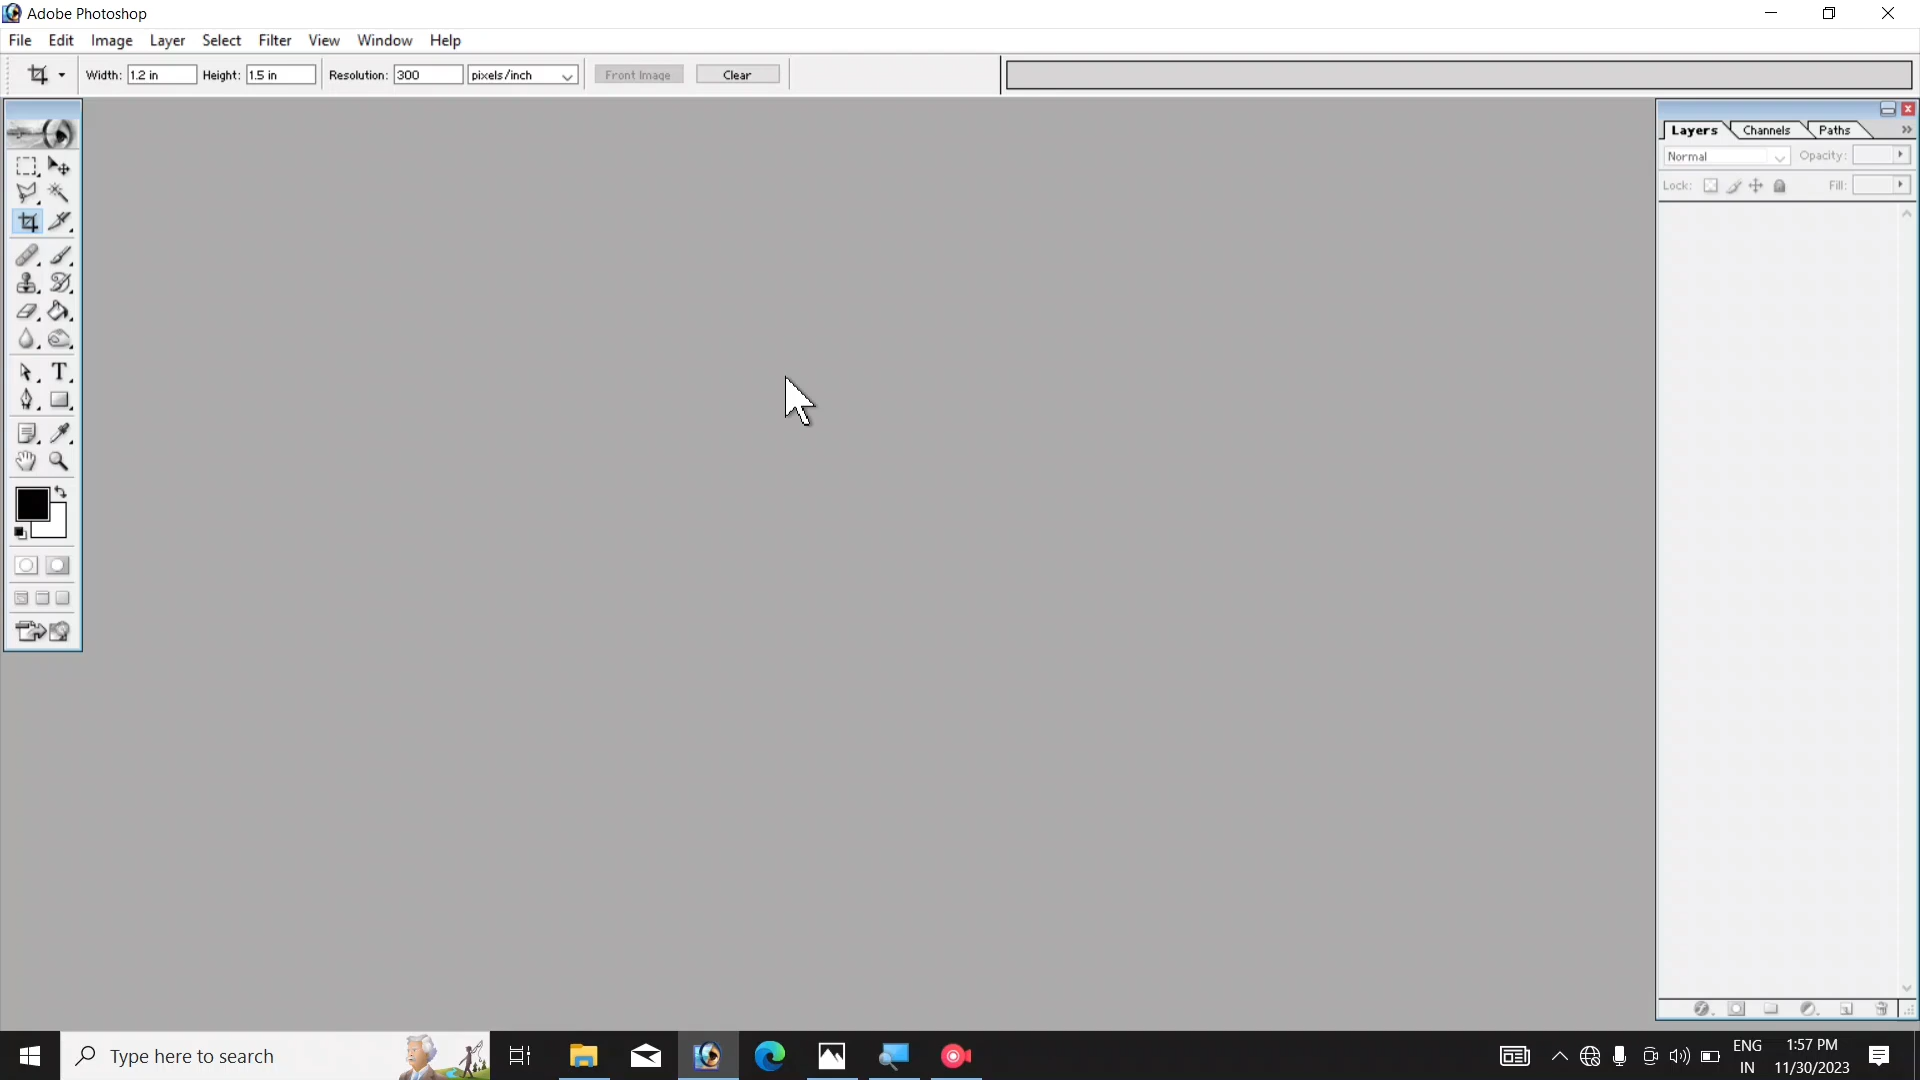 Adobe Photoshop
File Edit Image Layer Select Filter View Window Help
Width: 1.2 in Height: 1.5 in Resolution: 300 pixels/inch Front Image Clear
Layers Channels Paths
Normal Opacity:
Lock: Fill:
T
Type here to search
ENG
IN
1:57 PM
11/30/2023